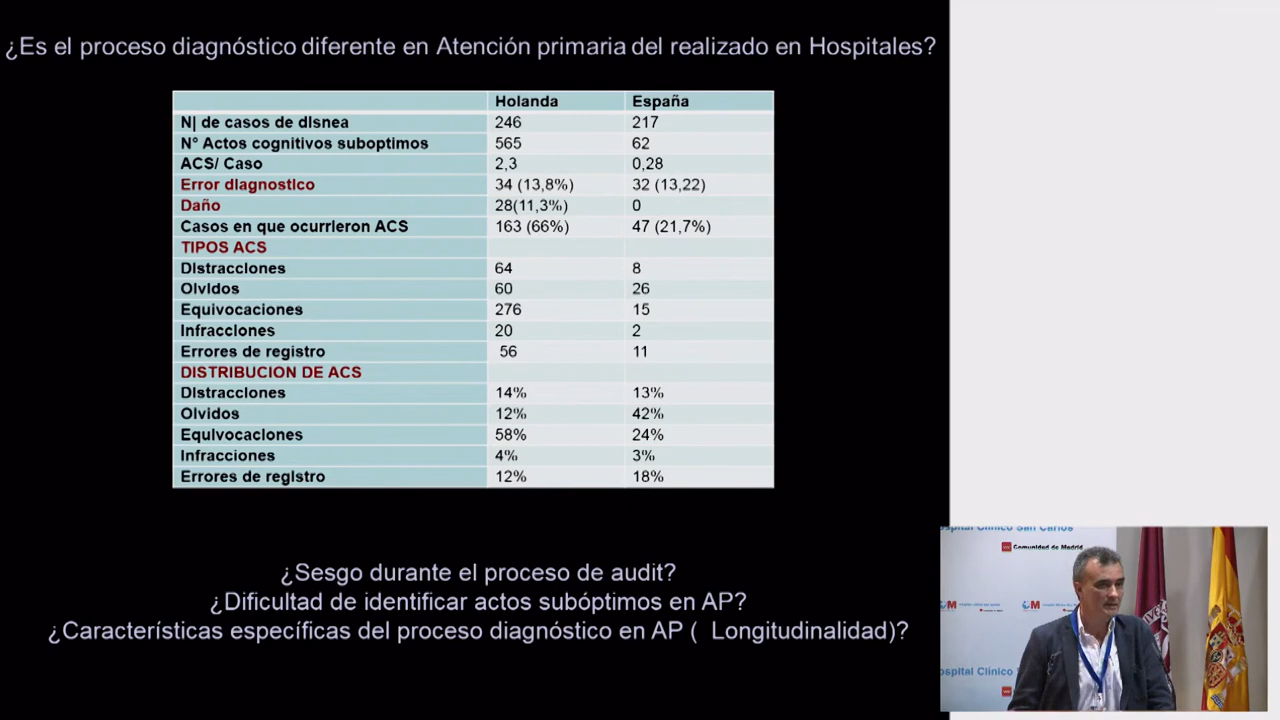 ¿Es el proceso diagnóstico diferente en Atención primaria del realizado en Hospitales?
Holanda España
N| de casos de disnea 246 217
N° Actos cognitivos suboptimos 565 62
ACS/ Caso 2,3 0,28
Error diagnostico 34 (13,8%) 32 (13,22)
Daño 28(11,3%) 0
Casos en que ocurrieron ACS 163 (66%) 47 (21,7%)
TIPOS ACS
Distracciones 64 8
Olvidos 60 26
Equivocaciones 276 15
Infracciones 20 2
Errores de registro 56 11
DISTRIBUCION DE ACS
Distracciones 14% 13%
Olvidos 12% 42%
Equivocaciones 58% 24%
Infracciones 4% 3%
Errores de registro 12% 18%
¿Sesgo durante el proceso de audit?
¿Dificultad de identificar actos subóptimos en AP?
¿Características específicas del proceso diagnóstico en AP ( Longitudinalidad)?
ospital Clínico San Carlos
Comunidad de Madrid
ospital Clínico